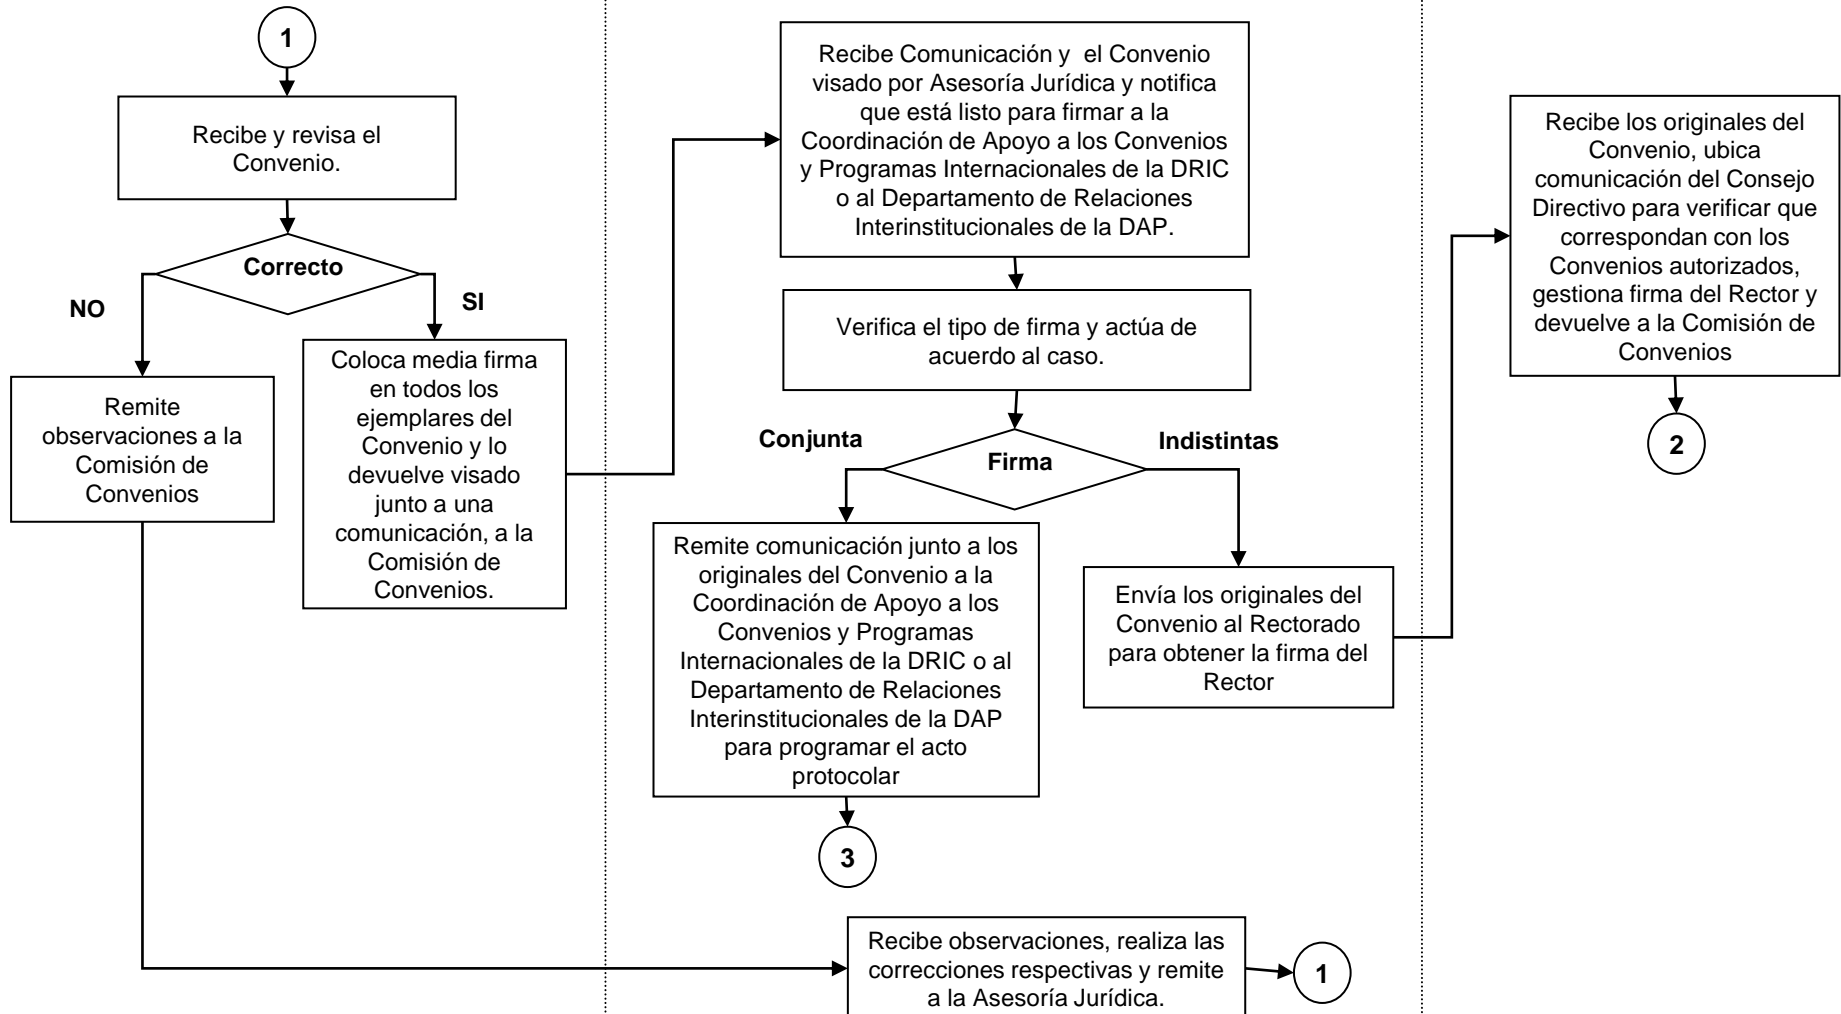 1
Recibe y revisa el
Convenio.
Correcto
NO
SI
Remite
observaciones a la
Comisión de
Convenios
Coloca media firma
en todos los
ejemplares del
Convenio y lo
devuelve visado
junto a una
comunicación, a la
Comisión de
Convenios.
Recibe Comunicación y  el Convenio
visado por Asesoría Jurídica y notifica
que está listo para firmar a la
Coordinación de Apoyo a los Convenios
y Programas Internacionales de la DRIC
o al Departamento de Relaciones
Interinstitucionales de la DAP.
Verifica el tipo de firma y actúa de
acuerdo al caso.
Conjunta
Firma
Indistintas
Remite comunicación junto a los
originales del Convenio a la
Coordinación de Apoyo a los
Convenios y Programas
Internacionales de la DRIC o al
Departamento de Relaciones
Interinstitucionales de la DAP
para programar el acto
protocolar
3
Envía los originales del
Convenio al Rectorado
para obtener la firma del
Rector
Recibe observaciones, realiza las
correcciones respectivas y remite
a la Asesoría Jurídica.
1
Recibe los originales del
Convenio, ubica
comunicación del Consejo
Directivo para verificar que
correspondan con los
Convenios autorizados,
gestiona firma del Rector y
devuelve a la Comisión de
Convenios
2